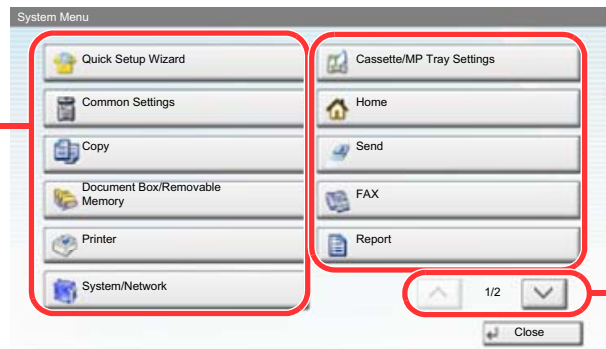 System Menu
Quick Setup Wizard
Cassette/MP Tray Settings
Common Settings
Home
Copy
Send
Document Box/Removable
Memory
FAX
Printer
Report
System/Network
1/2
Close